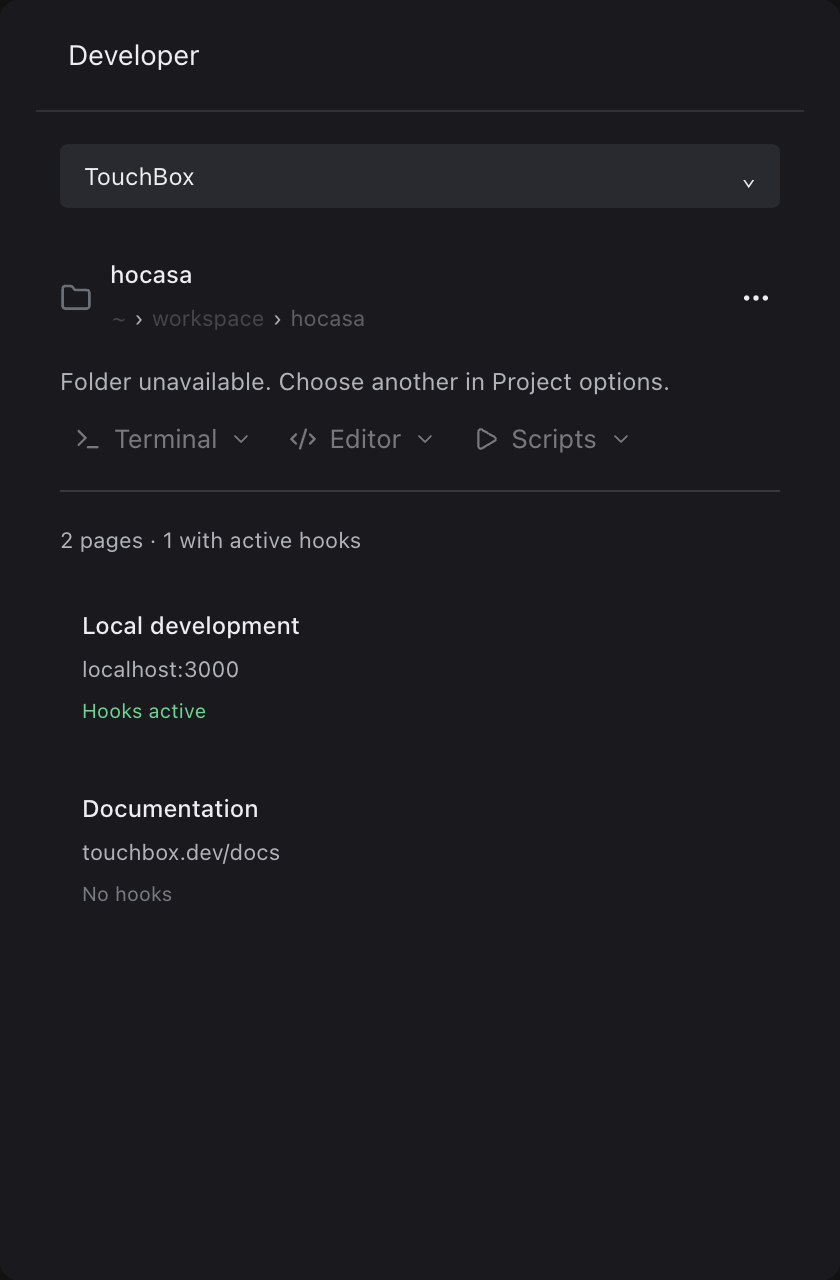 Developer
TouchBox
hocasa
~ › workspace › hocasa
Folder unavailable. Choose another in Project options.
Terminal Editor Scripts
2 pages · 1 with active hooks
Local development
localhost:3000
Hooks active
Documentation
touchbox.dev/docs
No hooks